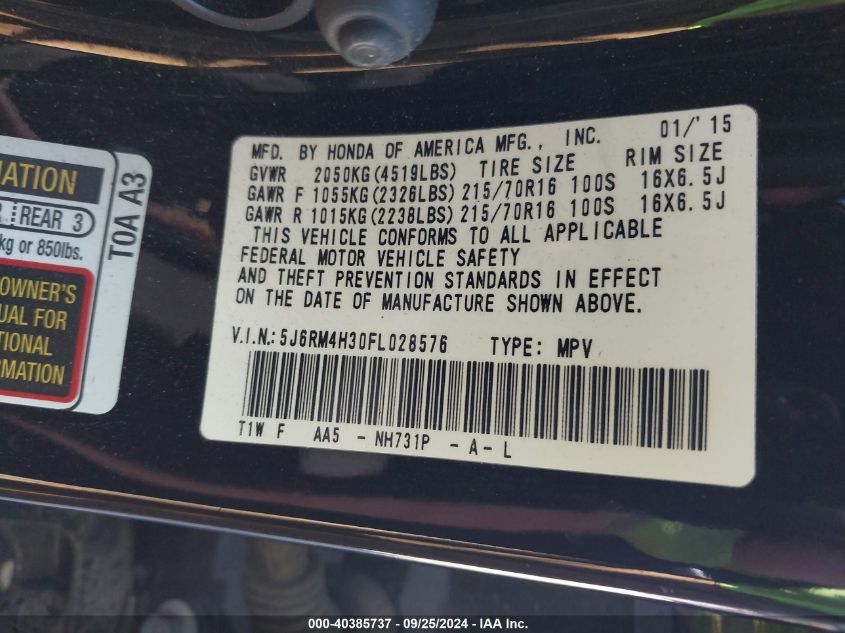 MFD. BY HONDA OF AMERICA MFG., INC. 01/'15
GVWR 2050KG(4519LBS) TIRE SIZE RIM SIZE
GAWR F 1055KG(2326LBS) 215/70R16 100S 16X6.5J
GAWR R 1015KG(2238LBS) 215/70R16 100S 16X6.5J
THIS VEHICLE CONFORMS TO ALL APPLICABLE
FEDERAL MOTOR VEHICLE SAFETY
AND THEFT PREVENTION STANDARDS IN EFFECT
ON THE DATE OF MANUFACTURE SHOWN ABOVE.
V.I.N.: 5J6RM4H30FL028576 TYPE: MPV
T1W F AA5 - NH731P - A - L
REAR 3
kg or 850lbs.
OWNER'S
FOR
T0A A3
000-40385737 - 09/25/2024 - IAA Inc.